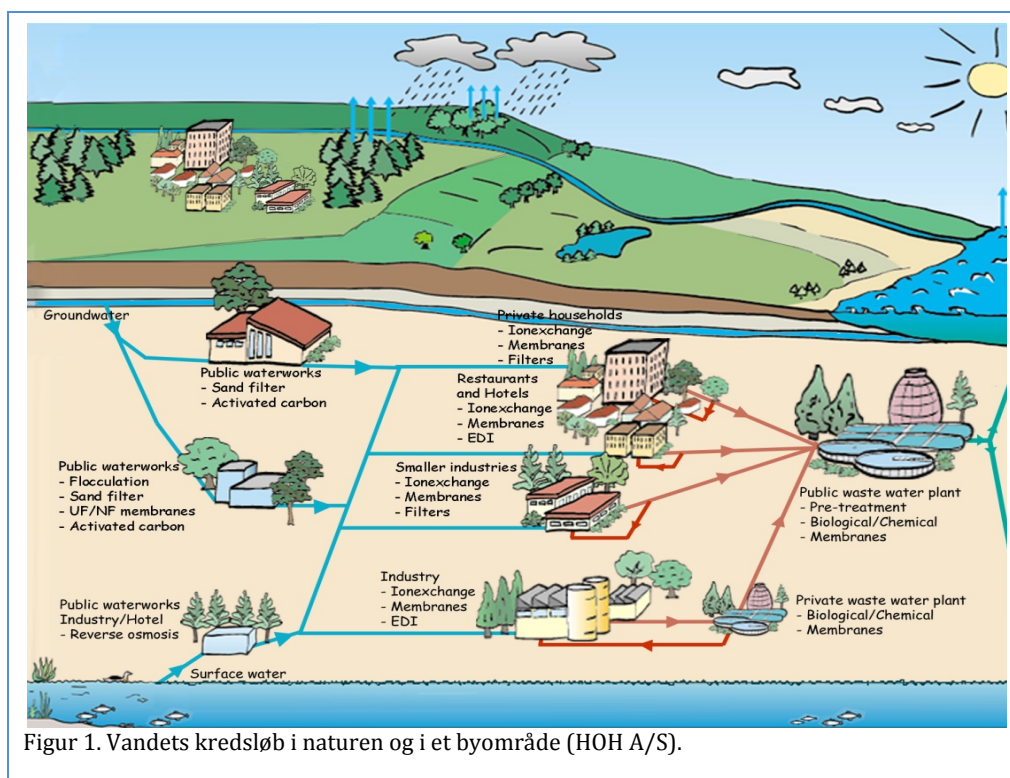 Groundwater
Public waterworks
- Sand filter
- Activated carbon
Private households
- Ionexchange
- Membranes
- Filters
Restaurants
and Hotels
- Ionexchange
- Membranes
- EDI
Public waterworks
- Flocculation
- Sand filter
- UF/NF membranes
- Activated carbon
Smaller industries
- Ionexchange
- Membranes
- Filters
Public waste water plant
- Pre-treatment
- Biological/Chemical
- Membranes
Public waterworks
Industry/Hotel
- Reverse osmosis
Industry
- Ionexchange
- Membranes
- EDI
Private waste water plant
- Biological/Chemical
- Membranes
Surface water
Figur 1. Vandets kredsløb i naturen og i et byområde (HOH A/S).